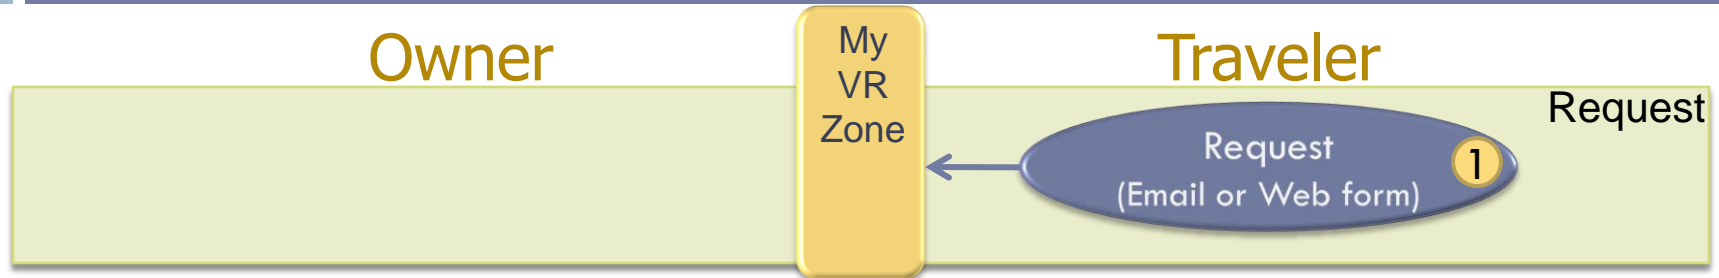 Owner
My
VR
Zone
Traveler
Request
Request
(Email or Web form)
1